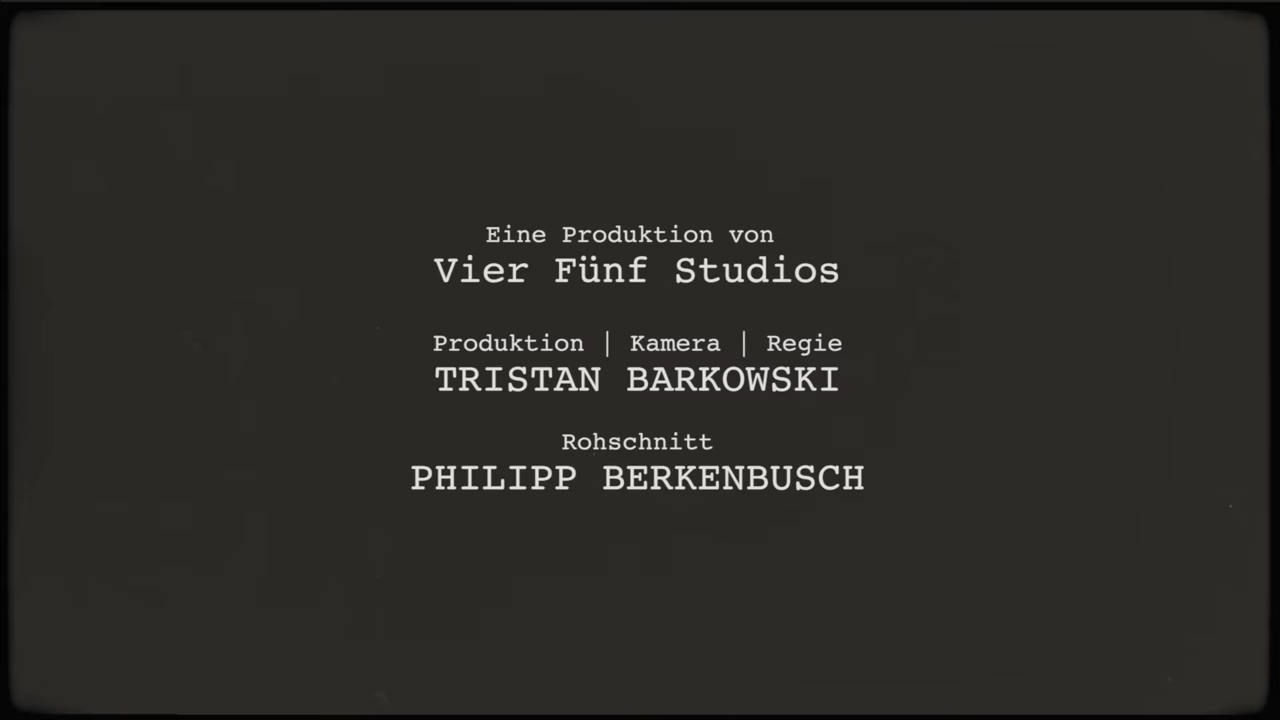 Eine Produktion von
Vier Fünf Studios
Produktion | Kamera | Regie
TRISTAN BARKOWSKI
Rohschnitt
PHILIPP BERKENBUSCH